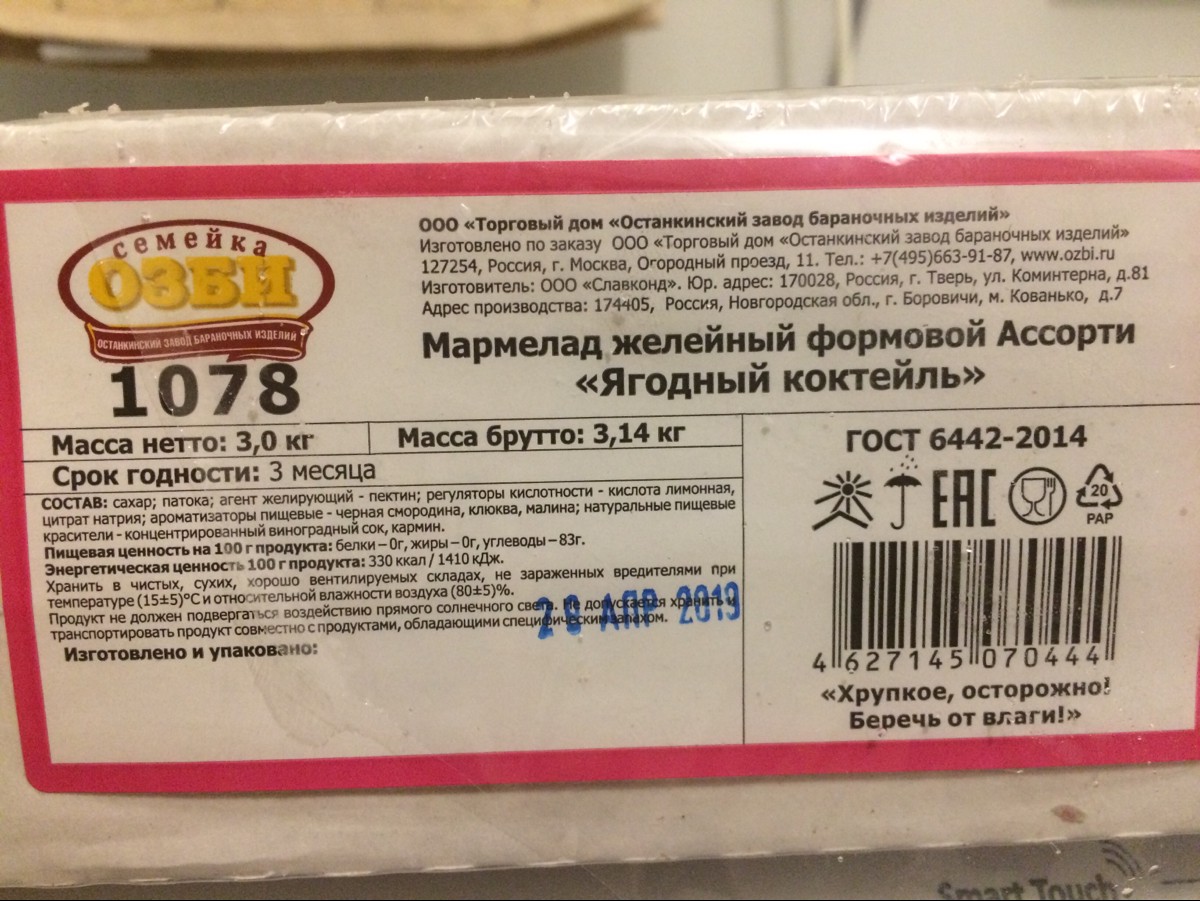 семейка
ОЗБИ
ОСТАНКИНСКИЙ ЗАВОД БАРАНОЧНЫХ ИЗДЕЛИЙ
1078
ООО «Торговый дом «Останкинский завод бараночных изделий»
Изготовлено по заказу ООО «Торговый дом «Останкинский завод бараночных изделий»
127254, Россия, г. Москва, Огородный проезд, 11. Тел.: +7(495)663-91-87, www.ozbi.ru
Изготовитель: ООО «Славконд». Юр. адрес: 170028, Россия, г. Тверь, ул. Коминтерна, д.81
Адрес производства: 174405, Россия, Новгородская обл., г. Боровичи, м. Кованько, д.7
Мармелад желейный формовой Ассорти
«Ягодный коктейль»
Масса нетто: 3,0 кг
Масса брутто: 3,14 кг
Срок годности: 3 месяца
СОСТАВ: сахар; патока; агент желирующий - пектин; регуляторы кислотности - кислота лимонная,
цитрат натрия; ароматизаторы пищевые - черная смородина, клюква, малина; натуральные пищевые
красители - концентрированный виноградный сок, кармин.
Пищевая ценность на 100 г продукта: белки – 0г, жиры – 0г, углеводы – 83г.
Энергетическая ценность 100 г продукта: 330 ккал / 1410 кДж.
Хранить в чистых, сухих, хорошо вентилируемых складах, не зараженных вредителями при
температуре (15±5)°С и относительной влажности воздуха (80±5)%.
Продукт не должен подвергаться воздействию прямого солнечного света. Не допускается хранить и
транспортировать продукт совместно с продуктами, обладающими специфическим запахом.
Изготовлено и упаковано:
АПР 2019
ГОСТ 6442-2014
EAC
20
PAP
4 627145 070444
«Хрупкое, осторожно!
Беречь от влаги!»
Smart Touch